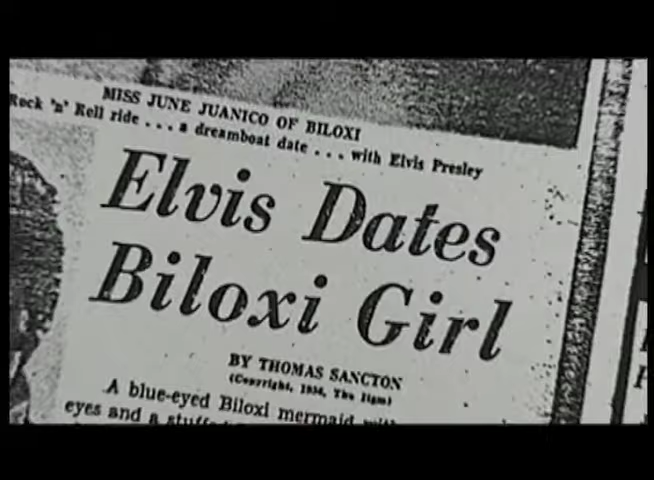 MISS JUNE JUANICO OF BILOXI
Rock 'n' Roll ride . . . a dreamboat date . . . with Elvis Presley
Elvis Dates
Biloxi Girl
BY THOMAS SANCTON
(Copyright, 1956, The Item)
A blue-eyed Biloxi mermaid
eyes and a